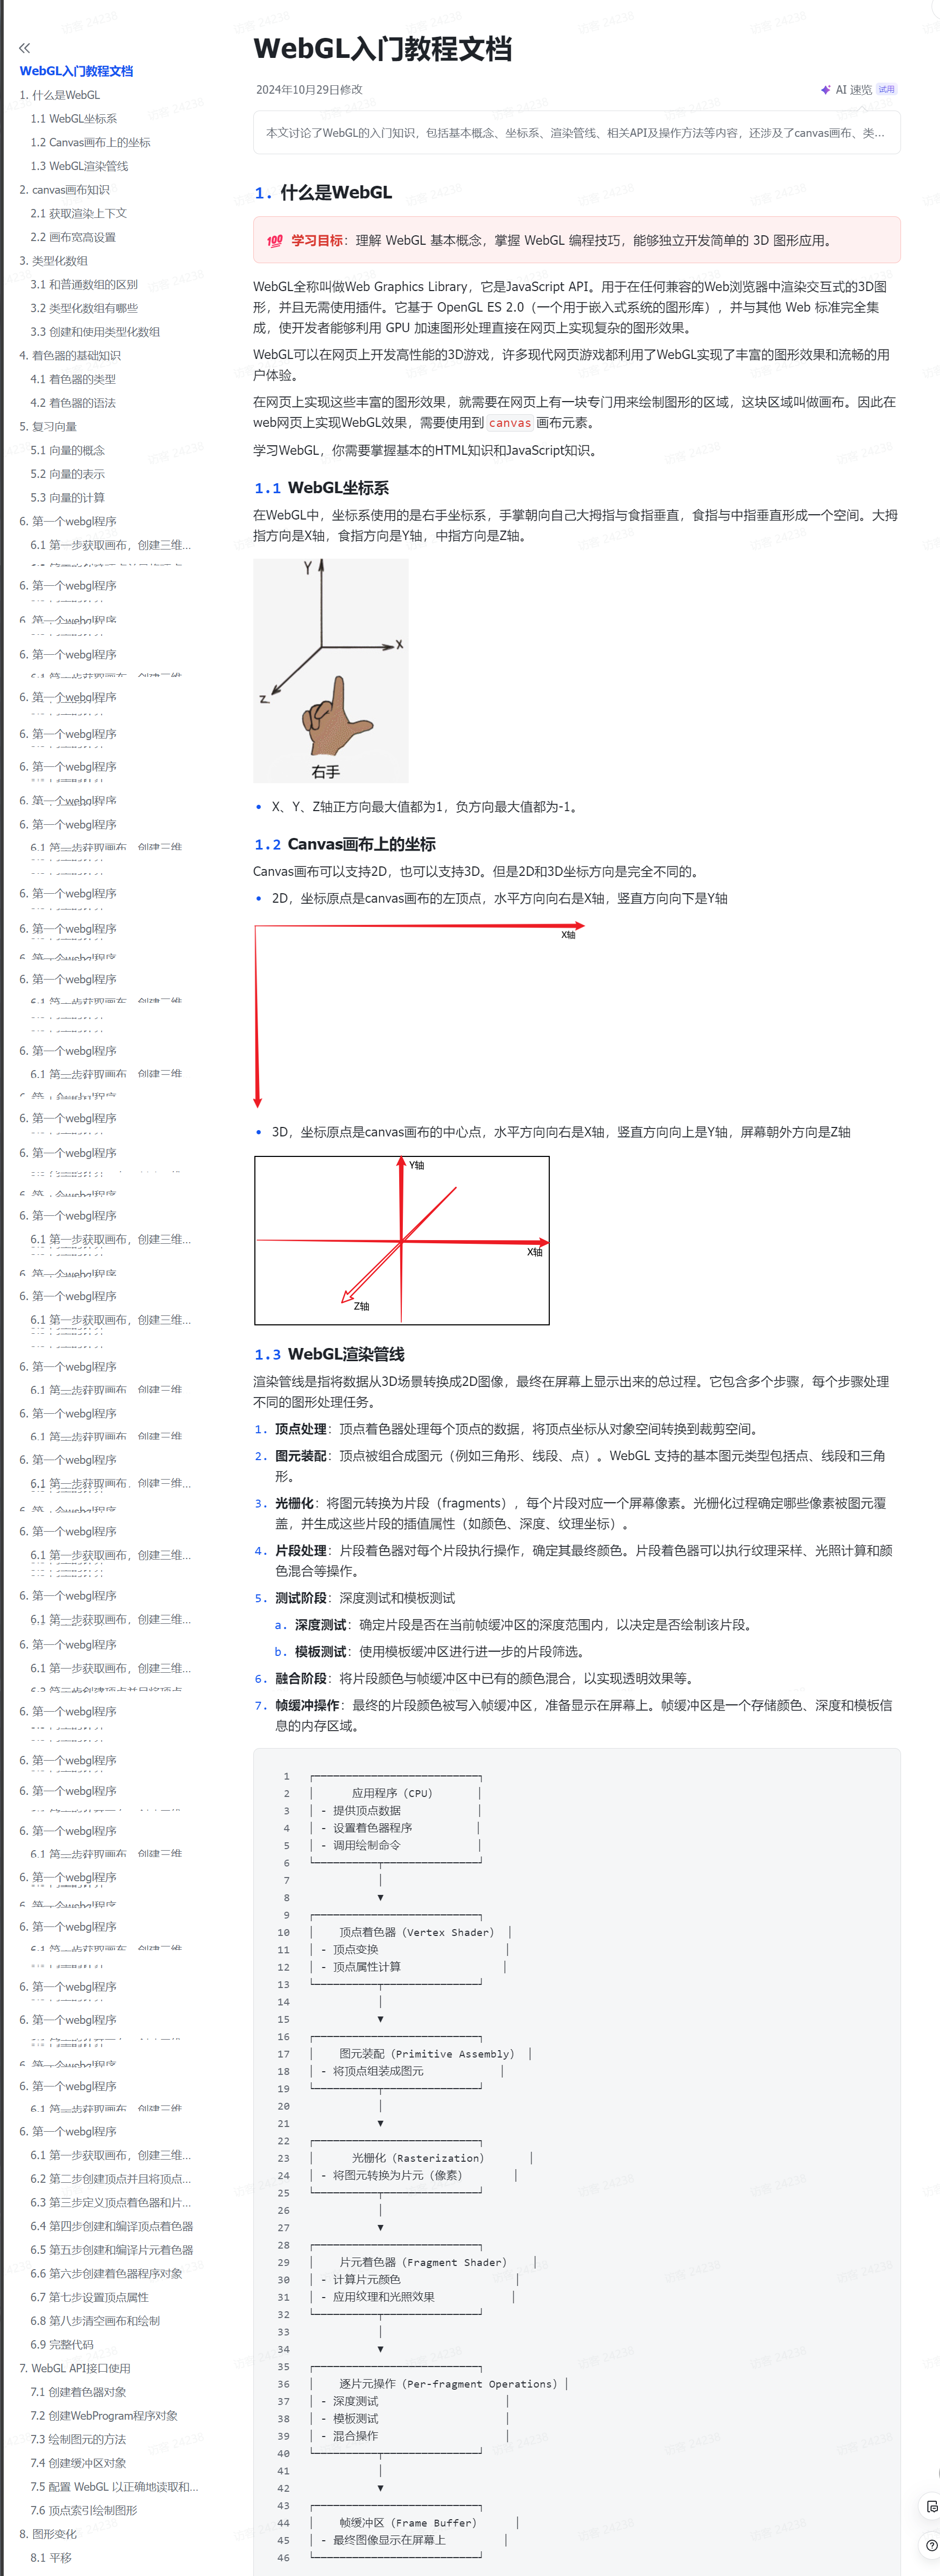 WebGL入门教程文档
1. 什么是WebGL
1.1 WebGL坐标系
1.2 Canvas画布上的坐标
1.3 WebGL渲染管线
2. canvas画布知识
2.1 获取渲染上下文
2.2 画布宽高设置
3. 类型化数组
3.1 和普通数组的区别
3.2 类型化数组有哪些
3.3 创建和使用类型化数组
4. 着色器的基础知识
4.1 着色器的类型
4.2 着色器的语法
5. 复习向量
5.1 向量的概念
5.2 向量的表示
5.3 向量的计算
6. 第一个webgl程序
6.1 第一步获取画布，创建三维...
6. 第一个webgl程序
6. 第一个webgl程序
6. 第一个webgl程序
6. 第一个webgl程序
6. 第一个webgl程序
6. 第一个webgl程序
6. 第一个webgl程序
6. 第一个webgl程序
6.1 第一步获取画布，创建三维
6. 第一个webgl程序
6. 第一个webgl程序
6. 第一个webgl程序
6. 第一个webgl程序
6.1 第一步获取画布，创建三维
6. 第一个webgl程序
6. 第一个webgl程序
6. 第一个webgl程序
6.1 第一步获取画布，创建三维...
6. 第一个webgl程序
6.1 第一步获取画布，创建三维...
6. 第一个webgl程序
6.1 第一步获取画布，创建三维
6. 第一个webgl程序
6.1 第一步获取画布，创建三维
6. 第一个webgl程序
6.1 第一步获取画布，创建三维...
6. 第一个webgl程序
6.1 第一步获取画布，创建三维...
6. 第一个webgl程序
6.1 第一步获取画布，创建三维...
6. 第一个webgl程序
6.1 第一步获取画布，创建三维...
6. 第一个webgl程序
6. 第一个webgl程序
6. 第一个webgl程序
6. 第一个webgl程序
6.1 第一步获取画布，创建三维
6. 第一个webgl程序
6. 第一个webgl程序
6. 第一个webgl程序
6. 第一个webgl程序
6. 第一个webgl程序
6. 第一个webgl程序
6.1 第一步获取画布，创建三维...
6.2 第二步创建顶点并且将顶点...
6.3 第三步定义顶点着色器和片...
6.4 第四步创建和编译顶点着色器
6.5 第五步创建和编译片元着色器
6.6 第六步创建着色器程序对象
6.7 第七步设置顶点属性
6.8 第八步清空画布和绘制
6.9 完整代码
7. WebGL API接口使用
7.1 创建着色器对象
7.2 创建WebProgram程序对象
7.3 绘制图元的方法
7.4 创建缓冲区对象
7.5 配置 WebGL 以正确地读取和...
7.6 顶点索引绘制图形
8. 图形变化
8.1 平移
WebGL入门教程文档
2024年10月29日修改
AI 速览 试用
本文讨论了WebGL的入门知识，包括基本概念、坐标系、渲染管线、相关API及操作方法等内容，还涉及了canvas画布、类...
1. 什么是WebGL
💯 学习目标：理解 WebGL 基本概念，掌握 WebGL 编程技巧，能够独立开发简单的 3D 图形应用。
WebGL全称叫做Web Graphics Library，它是JavaScript API。用于在任何兼容的Web浏览器中渲染交互式的3D图
形，并且无需使用插件。它基于 OpenGL ES 2.0（一个用于嵌入式系统的图形库），并与其他 Web 标准完全集
成，使开发者能够利用 GPU 加速图形处理直接在网页上实现复杂的图形效果。
WebGL可以在网页上开发高性能的3D游戏，许多现代网页游戏都利用了WebGL实现了丰富的图形效果和流畅的用
户体验。
在网页上实现这些丰富的图形效果，就需要在网页上有一块专门用来绘制图形的区域，这块区域叫做画布。因此在
web网页上实现WebGL效果，需要使用到 canvas 画布元素。
学习WebGL，你需要掌握基本的HTML知识和JavaScript知识。
1.1 WebGL坐标系
在WebGL中，坐标系使用的是右手坐标系，手掌朝向自己大拇指与食指垂直，食指与中指垂直形成一个空间。大拇
指方向是X轴，食指方向是Y轴，中指方向是Z轴。
Y
X
Z
右手
• X、Y、Z轴正方向最大值都为1，负方向最大值都为-1。
1.2 Canvas画布上的坐标
Canvas画布可以支持2D，也可以支持3D。但是2D和3D坐标方向是完全不同的。
• 2D，坐标原点是canvas画布的左顶点，水平方向向右是X轴，竖直方向向下是Y轴
X轴
• 3D，坐标原点是canvas画布的中心点，水平方向向右是X轴，竖直方向向上是Y轴，屏幕朝外方向是Z轴
Y轴
X轴
Z轴
1.3 WebGL渲染管线
渲染管线是指将数据从3D场景转换成2D图像，最终在屏幕上显示出来的总过程。它包含多个步骤，每个步骤处理
不同的图形处理任务。
1. 顶点处理：顶点着色器处理每个顶点的数据，将顶点坐标从对象空间转换到裁剪空间。
2. 图元装配：顶点被组合成图元（例如三角形、线段、点）。WebGL 支持的基本图元类型包括点、线段和三角
形。
3. 光栅化：将图元转换为片段（fragments），每个片段对应一个屏幕像素。光栅化过程确定哪些像素被图元覆
盖，并生成这些片段的插值属性（如颜色、深度、纹理坐标）。
4. 片段处理：片段着色器对每个片段执行操作，确定其最终颜色。片段着色器可以执行纹理采样、光照计算和颜
色混合等操作。
5. 测试阶段：深度测试和模板测试
a. 深度测试：确定片段是否在当前帧缓冲区的深度范围内，以决定是否绘制该片段。
b. 模板测试：使用模板缓冲区进行进一步的片段筛选。
6. 融合阶段：将片段颜色与帧缓冲区中已有的颜色混合，以实现透明效果等。
7. 帧缓冲操作：最终的片段颜色被写入帧缓冲区，准备显示在屏幕上。帧缓冲区是一个存储颜色、深度和模板信
息的内存区域。
1
2 应用程序（CPU）
3 - 提供顶点数据
4 - 设置着色器程序
5 - 调用绘制命令
6
7
8 ▼
9
10 顶点着色器（Vertex Shader）
11 - 顶点变换
12 - 顶点属性计算
13
14
15 ▼
16
17 图元装配（Primitive Assembly）
18 - 将顶点组装成图元
19
20
21 ▼
22
23 光栅化（Rasterization）
24 - 将图元转换为片元（像素）
25
26
27 ▼
28
29 片元着色器（Fragment Shader）
30 - 计算片元颜色
31 - 应用纹理和光照效果
32
33
34 ▼
35
36 逐片元操作（Per-fragment Operations）
37 - 深度测试
38 - 模板测试
39 - 混合操作
40
41
42 ▼
43
44 帧缓冲区（Frame Buffer）
45 - 最终图像显示在屏幕上
46